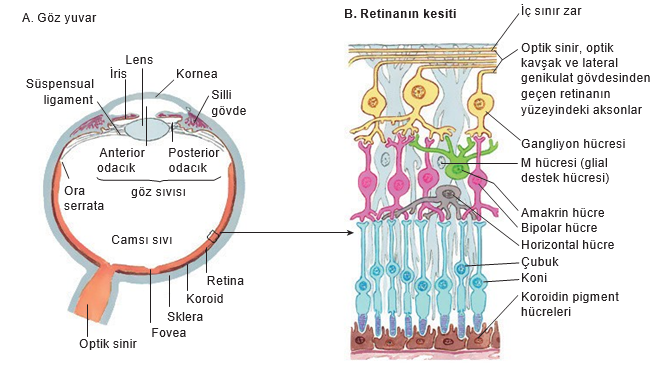 A. Göz yuvar
Lens
İris
Kornea
Süspensual
ligament
Silli
gövde
Anterior
odacık
Posterior
odacık
göz sıvısı
Ora
serrata
Camsı sıvı
Retina
Koroid
Sklera
Fovea
Optik sinir
B. Retinanın kesiti
İç sınır zar
Optik sinir, optik
kavşak ve lateral
genikulat gövdesinden
geçen retinanın
yüzeyindeki aksonlar
Gangliyon hücresi
M hücresi (glial
destek hücresi)
Amakrin hücre
Bipolar hücre
Horizontal hücre
Çubuk
Koni
Koroidin pigment
hücreleri